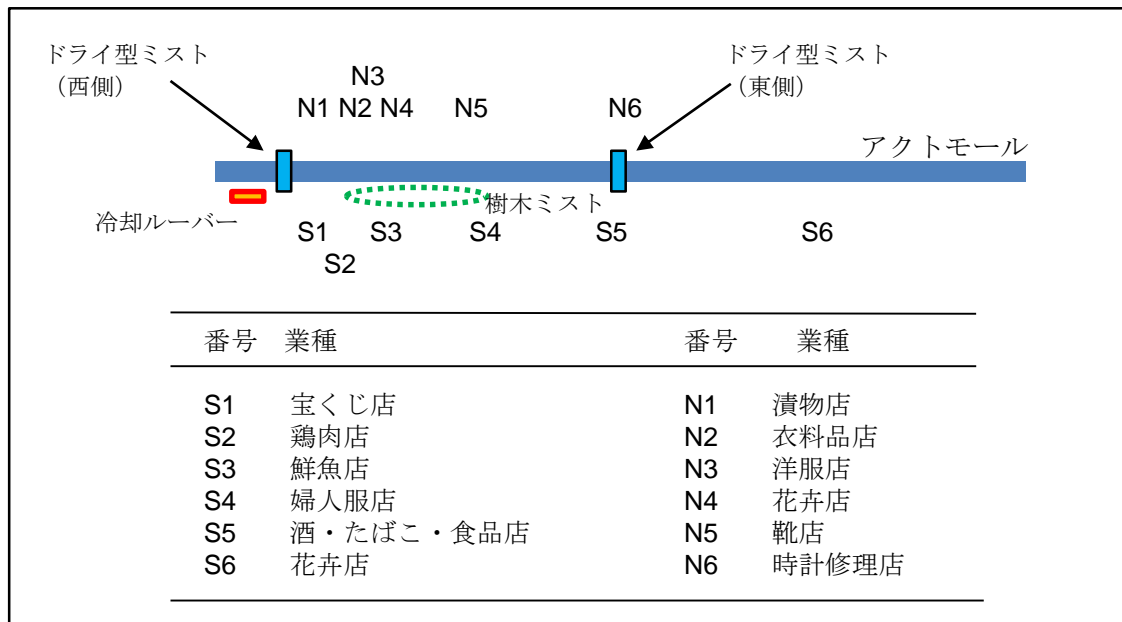 ドライ型ミスト
（西側）
ドライ型ミスト
（東側）
N3
N1 N2 N4 N5 N6
アクトモール
冷却ルーバー
樹木ミスト
S1 S3 S4 S5 S6
S2
番号 業種 番号 業種
S1 宝くじ店 N1 漬物店
S2 鶏肉店 N2 衣料品店
S3 鮮魚店 N3 洋服店
S4 婦人服店 N4 花卉店
S5 酒・たばこ・食品店 N5 靴店
S6 花卉店 N6 時計修理店